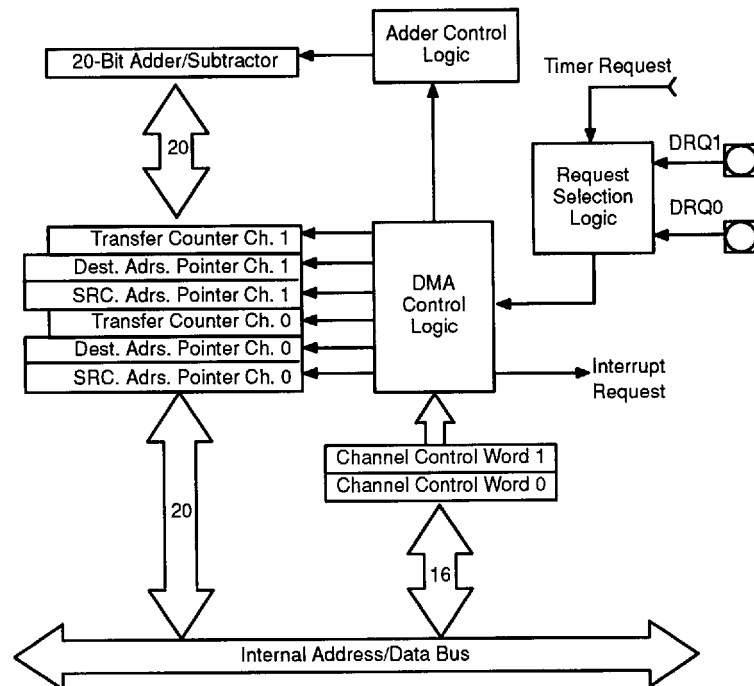 Adder Control
Logic
20-Bit Adder/Subtractor
Timer Request
20
DRQ1
Request
Selection
Logic
DRQ0
Transfer Counter Ch. 1
Dest. Adrs. Pointer Ch. 1
SRC. Adrs. Pointer Ch. 1
Transfer Counter Ch. 0
Dest. Adrs. Pointer Ch. 0
SRC. Adrs. Pointer Ch. 0
DMA
Control
Logic
Interrupt
Request
Channel Control Word 1
Channel Control Word 0
20
16
Internal Address/Data Bus